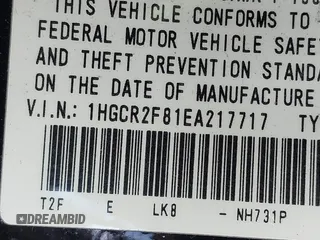 THIS VEHICLE CONFORMS TO
FEDERAL MOTOR VEHICLE SAFE
AND THEFT PREVENTION STANDA
ON THE DATE OF MANUFACTURE
V.I.N.: 1HGCR2F81EA217717 TY
T2F E LK8 - NH731P
DREAMBID